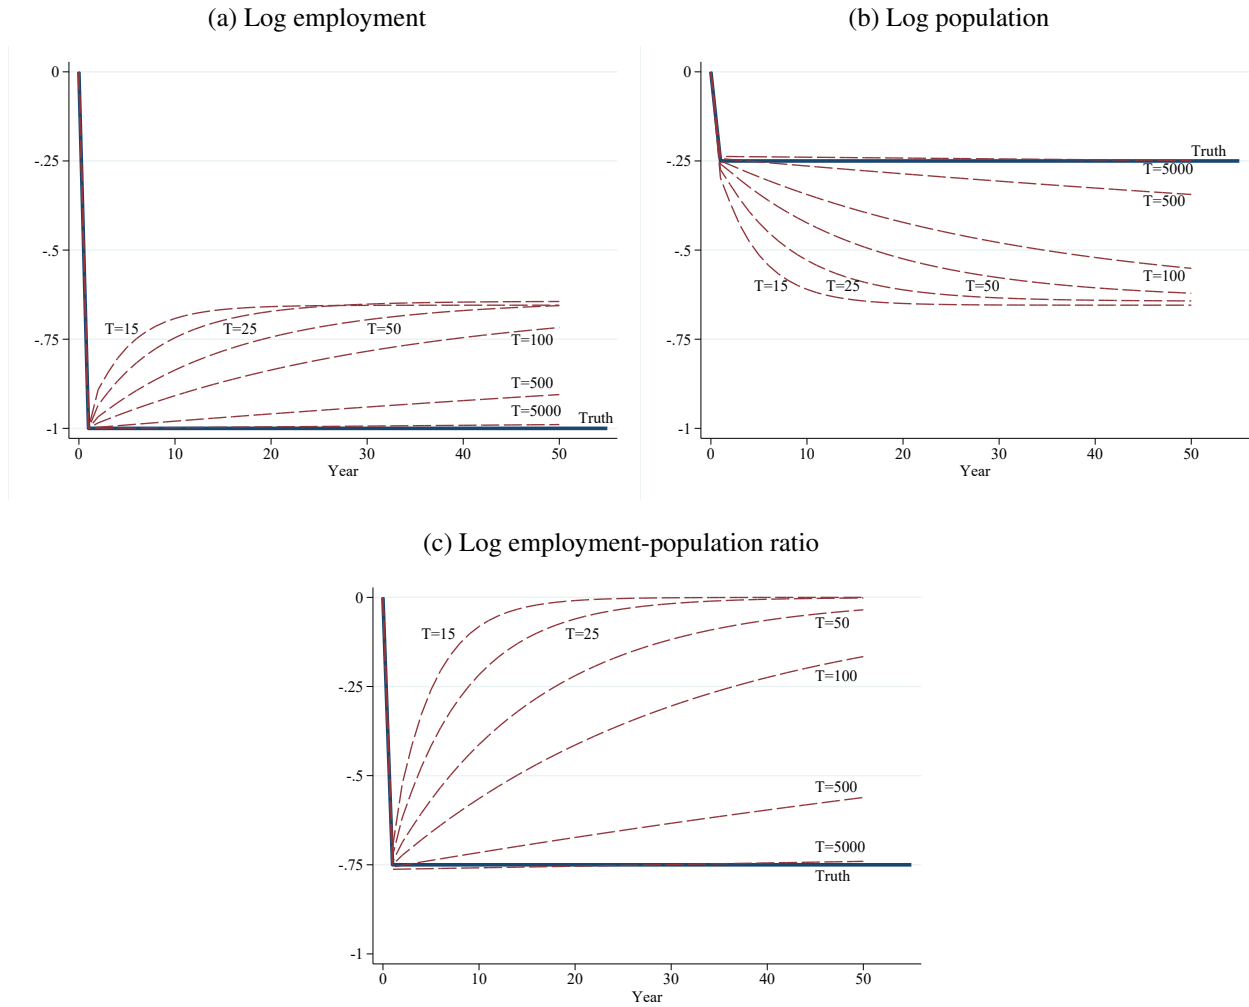 (a) Log employment
0
-.25
-.5
-.75
-1
T=15
T=25
T=50
T=100
T=500
T=5000
Truth
0
10
20
30
40
50
Year
(b) Log population
0
-.25
-.5
-.75
-1
Truth
T=5000
T=500
T=100
T=15
T=25
T=50
0
10
20
30
40
50
Year
(c) Log employment-population ratio
0
-.25
-.5
-.75
-1
T=15
T=25
T=50
T=100
T=500
T=5000
Truth
0
10
20
30
40
50
Year